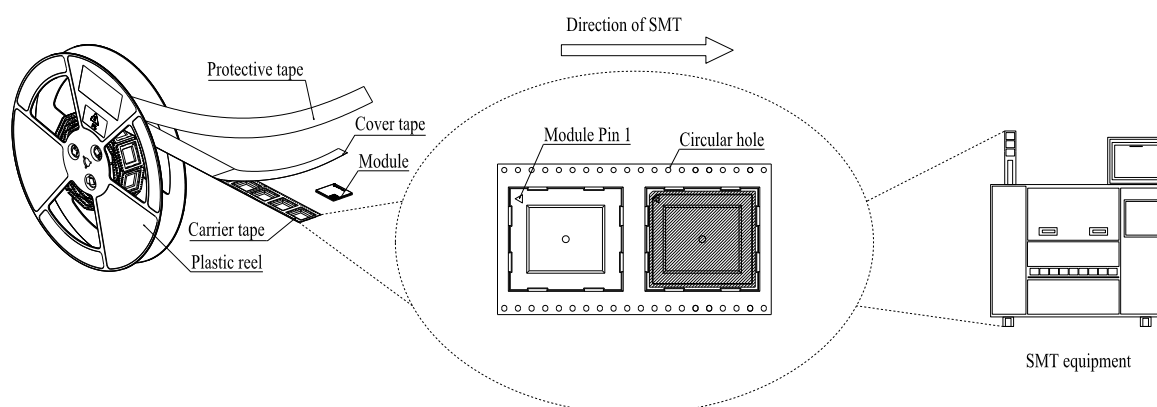 Direction of SMT
Protective tape
Cover tape
Module
Carrier tape
Plastic reel
Module Pin 1
Circular hole
SMT equipment